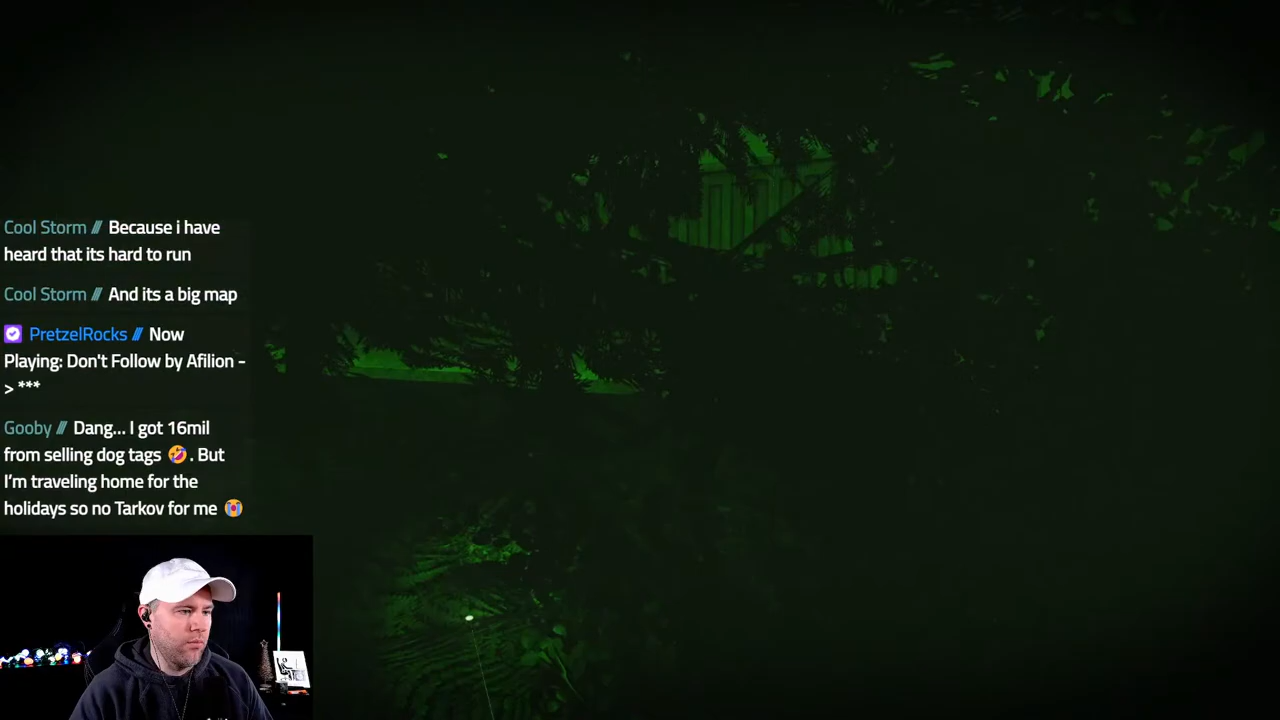 Cool Storm /// Because i have
heard that its hard to run
Cool Storm /// And its a big map
PretzelRocks /// Now
Playing: Don't Follow by Afilion -
> ***
Gooby /// Dang... I got 16mil
from selling dog tags 🤣. But
I'm traveling home for the
holidays so no Tarkov for me 😭